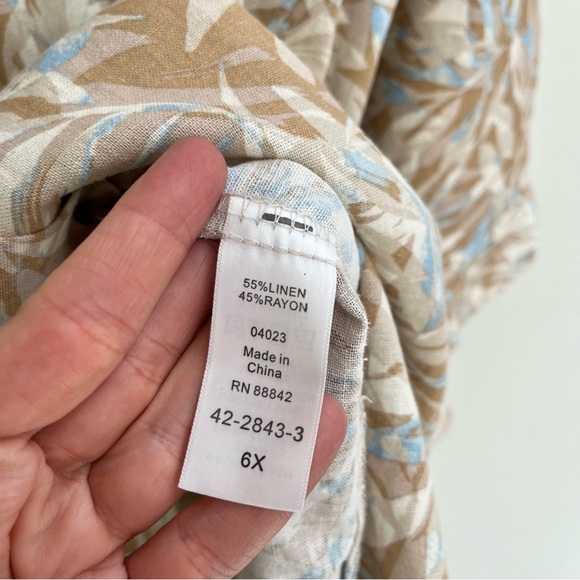 55%LINEN
45%RAYON
04023
Made in
China
RN 88842
42-2843-3
6X